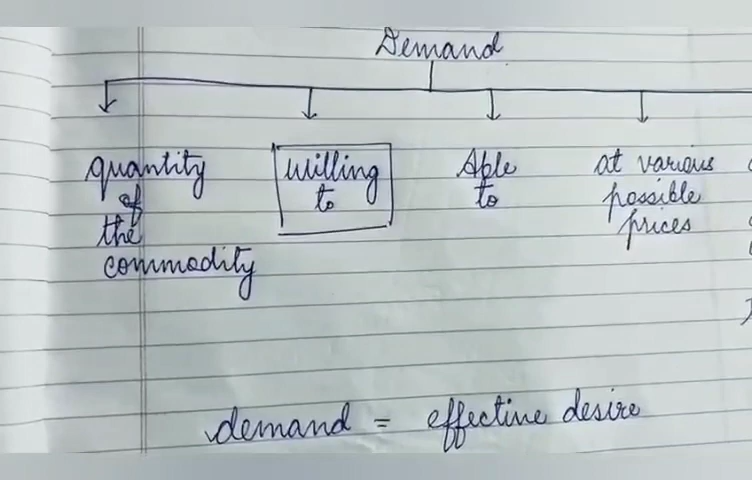 Demand
quantity
of
the
commodity
willing
to
Able
to
at various
possible
prices
demand = effective desire